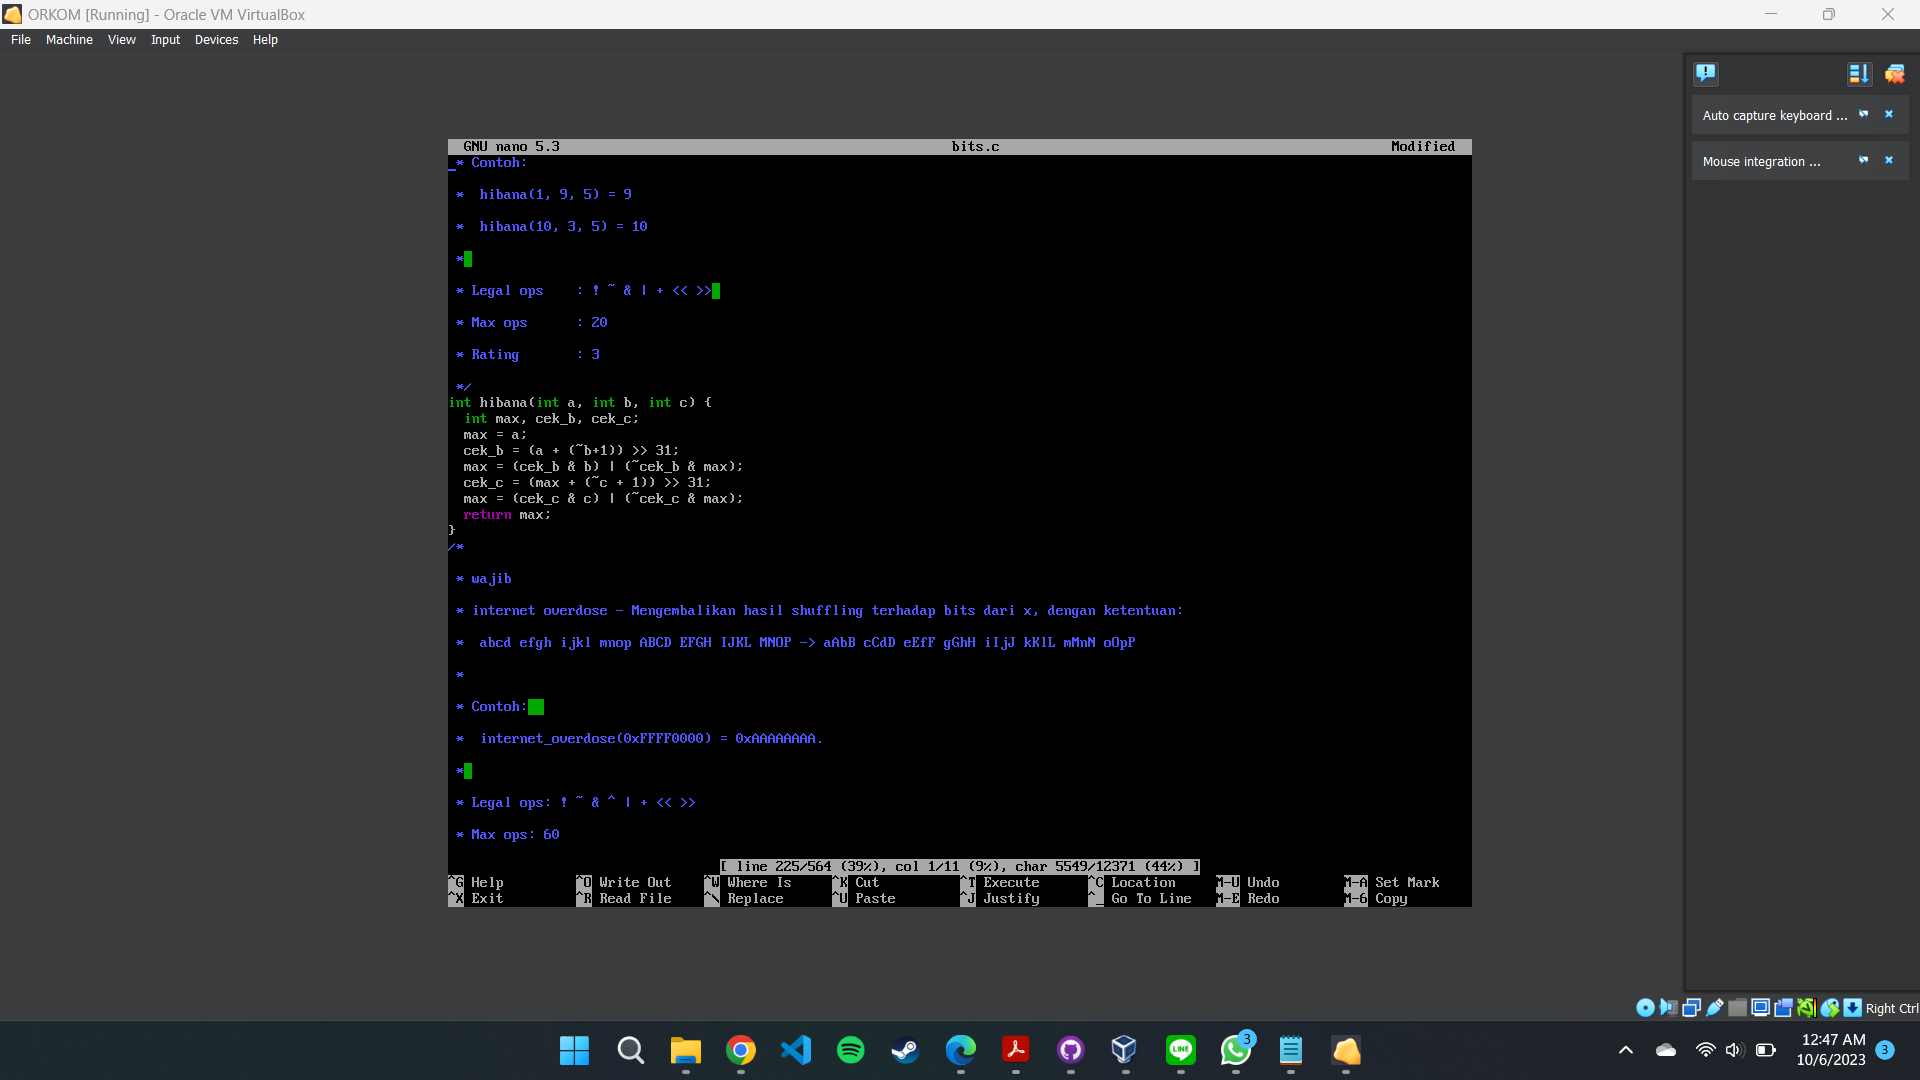 ORKOM [Running] - Oracle VM VirtualBox
File Machine View Input Devices Help
Auto capture keyboard ...
Mouse integration ...
GNU nano 5.3 bits.c Modified
* Contoh:
* hibana(1, 9, 5) = 9
* hibana(10, 3, 5) = 10
*
* Legal ops : ! ~ & | + << >>
* Max ops : 20
* Rating : 3
*/
int hibana(int a, int b, int c) {
int max, cek_b, cek_c;
max = a;
cek_b = (a + (~b+1)) >> 31;
max = (cek_b & b) | (~cek_b & max);
cek_c = (max + (~c + 1)) >> 31;
max = (cek_c & c) | (~cek_c & max);
return max;
}
/*
* wajib
* internet overdose - Mengembalikan hasil shuffling terhadap bits dari x, dengan ketentuan:
* abcd efgh ijkl mnop ABCD EFGH IJKL MNOP -> aAbB cCdD eEfF gGhH iIjJ kKlL mMnN oOpP
*
* Contoh:
* internet_overdose(0xFFFF0000) = 0xAAAAAAAA.
*
* Legal ops: ! ~ & ^ | + << >>
* Max ops: 60
[ line 225/564 (39%), col 1/11 (9%), char 5549/12371 (44%) ]
^G Help ^O Write Out ^W Where Is ^K Cut ^T Execute ^C Location M-U Undo M-A Set Mark
^X Exit ^R Read File ^\ Replace ^U Paste ^J Justify ^_ Go To Line M-E Redo M-6 Copy
Right Ctrl
LINE
3
12:47 AM
10/6/2023
3